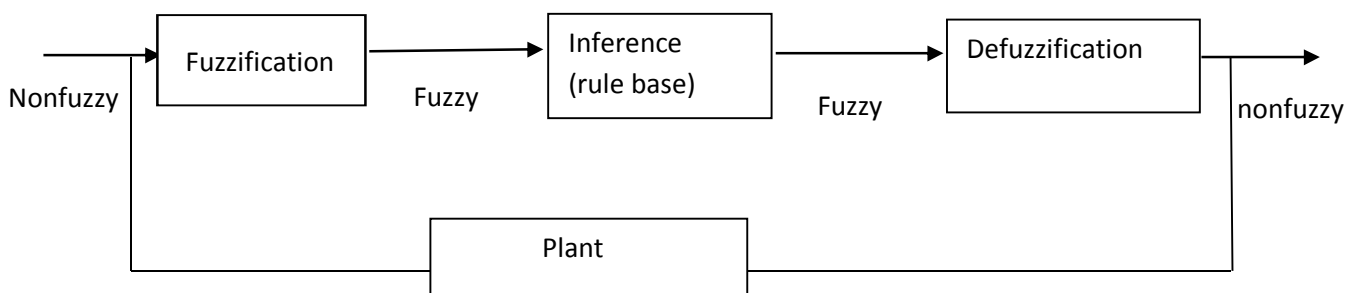 Fuzzification
Inference
(rule base)
Defuzzification
Nonfuzzy
Fuzzy
Fuzzy
nonfuzzy
Plant